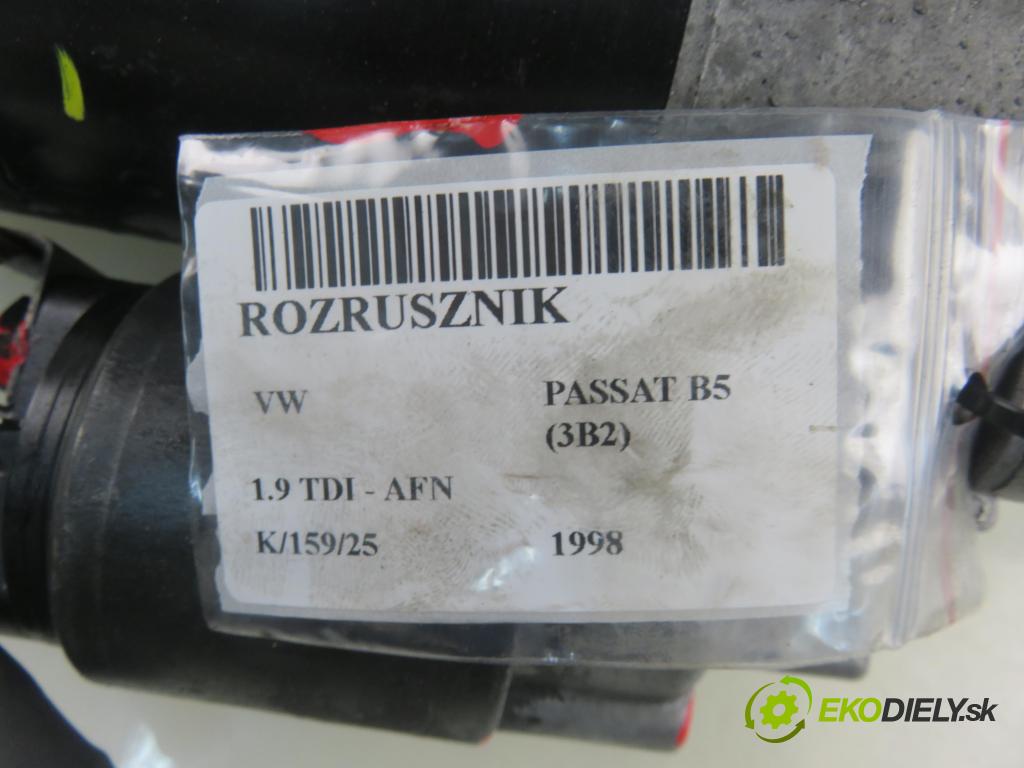 ROZRUSZNIK
VW
PASSAT B5
(3B2)
1.9 TDI - AFN
K/159/25
1998
EKODIELY.sk